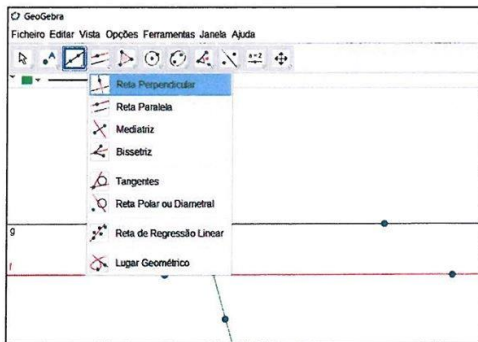 GeoGebra
Ficheiro Editar Vista Opções Ferramentas Janela Ajuda
A
a=2
Reta Perpendicular
Reta Paralela
Mediatriz
Bissetriz
Tangentes
Reta Polar ou Diametral
Reta de Regressão Linear
Lugar Geométrico
g
f